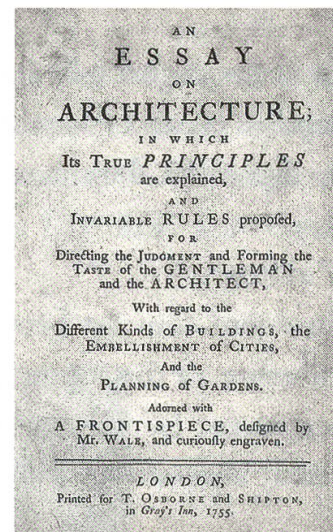 AN
ESSAY
ON
ARCHITECTURE;
IN WHICH
Its TRUE PRINCIPLES
are explained,
AND
INVARIABLE RULES propoſed,
FOR
Directing the JUDGMENT and Forming the
TASTE of the GENTLEMAN
and the ARCHITECT,
With regard to the
Different Kinds of BUILDINGS, the
EMBELLISHMENT of CITIES,
And the
PLANNING of GARDENS.
Adorned with
A FRONTISPIECE, deſigned by
Mr. WALE, and curiouſly engraven.
LONDON,
Printed for T. OSBORNE and SHIPTON,
in Gray's Inn, 1755.